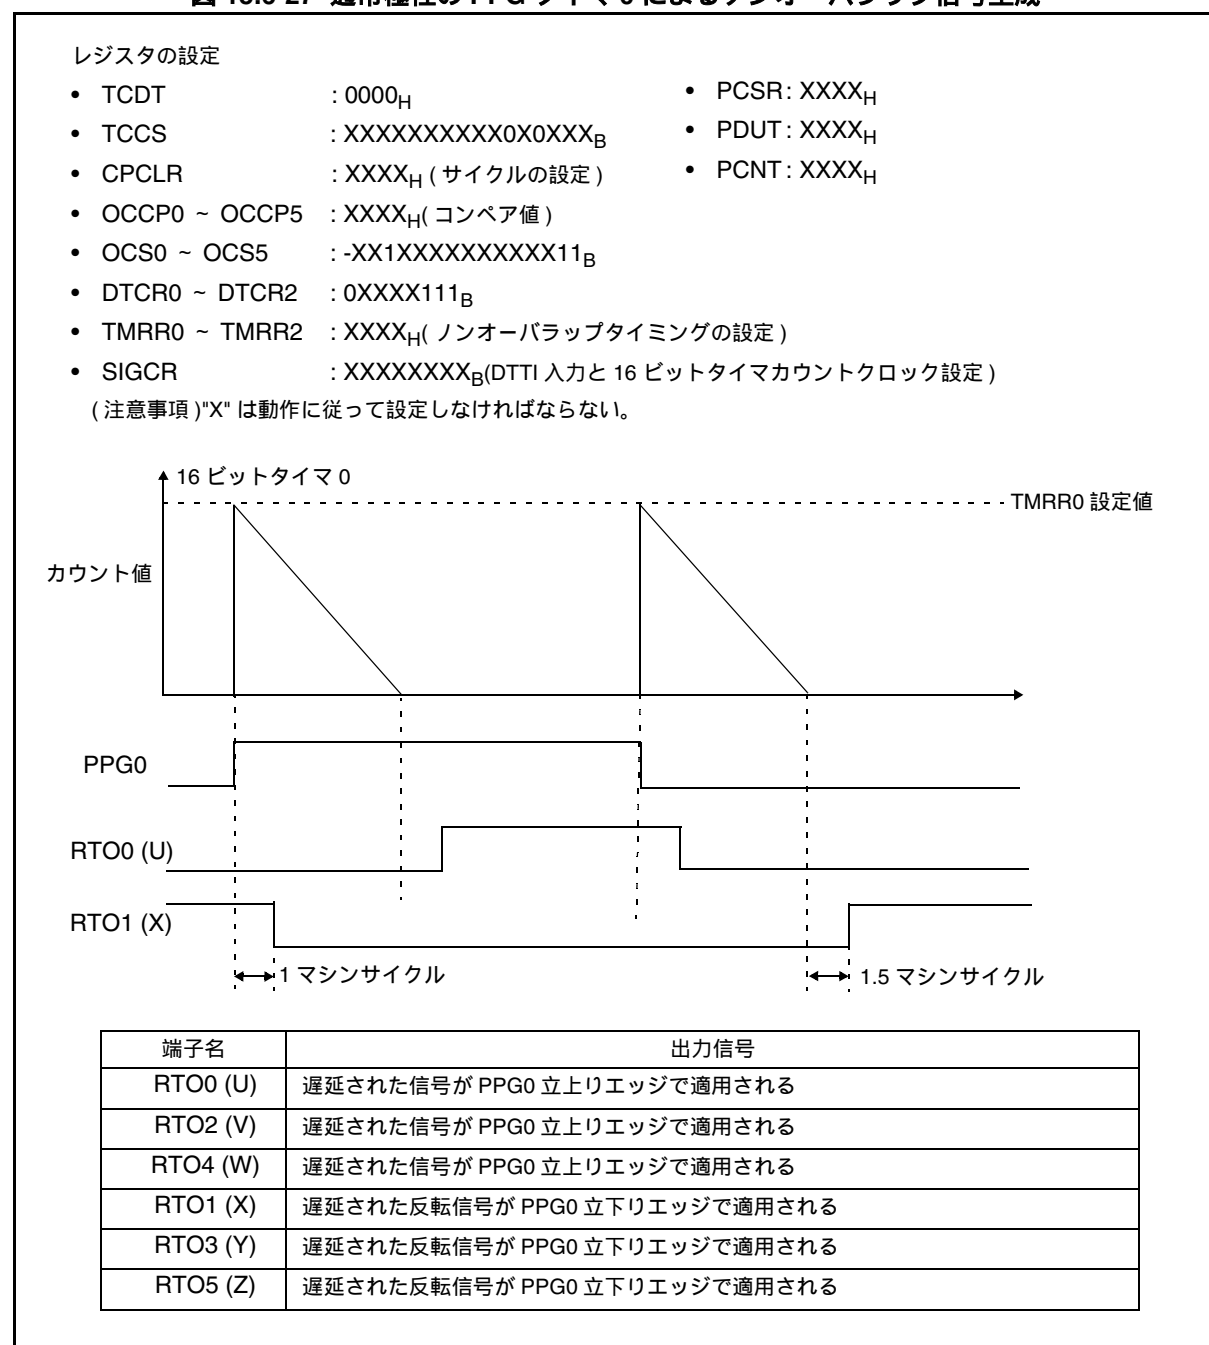 レジスタの設定
• TCDT : 0000H
• TCCS : XXXXXXXXXX0X0XXXB
• CPCLR : XXXXH ( サイクルの設定 )
• OCCP0 ~ OCCP5 : XXXXH( コンペア値 )
• OCS0 ~ OCS5 : -XX1XXXXXXXXXX11B
• DTCR0 ~ DTCR2 : 0XXXX111B
• TMRR0 ~ TMRR2 : XXXXH( ノンオーバラップタイミングの設定 )
• SIGCR : XXXXXXXXB(DTTI 入力と 16 ビットタイマカウントクロック設定 )
• PCSR : XXXXH
• PDUT : XXXXH
• PCNT : XXXXH
( 注意事項 )"X" は動作に従って設定しなければならない。
16 ビットタイマ 0
TMRR0 設定値
カウント値
PPG0
RTO0 (U)
RTO1 (X)
1 マシンサイクル
1.5 マシンサイクル
端子名 出力信号
RTO0 (U) 遅延された信号が PPG0 立上りエッジで適用される
RTO2 (V) 遅延された信号が PPG0 立上りエッジで適用される
RTO4 (W) 遅延された信号が PPG0 立上りエッジで適用される
RTO1 (X) 遅延された反転信号が PPG0 立下りエッジで適用される
RTO3 (Y) 遅延された反転信号が PPG0 立下りエッジで適用される
RTO5 (Z) 遅延された反転信号が PPG0 立下りエッジで適用される